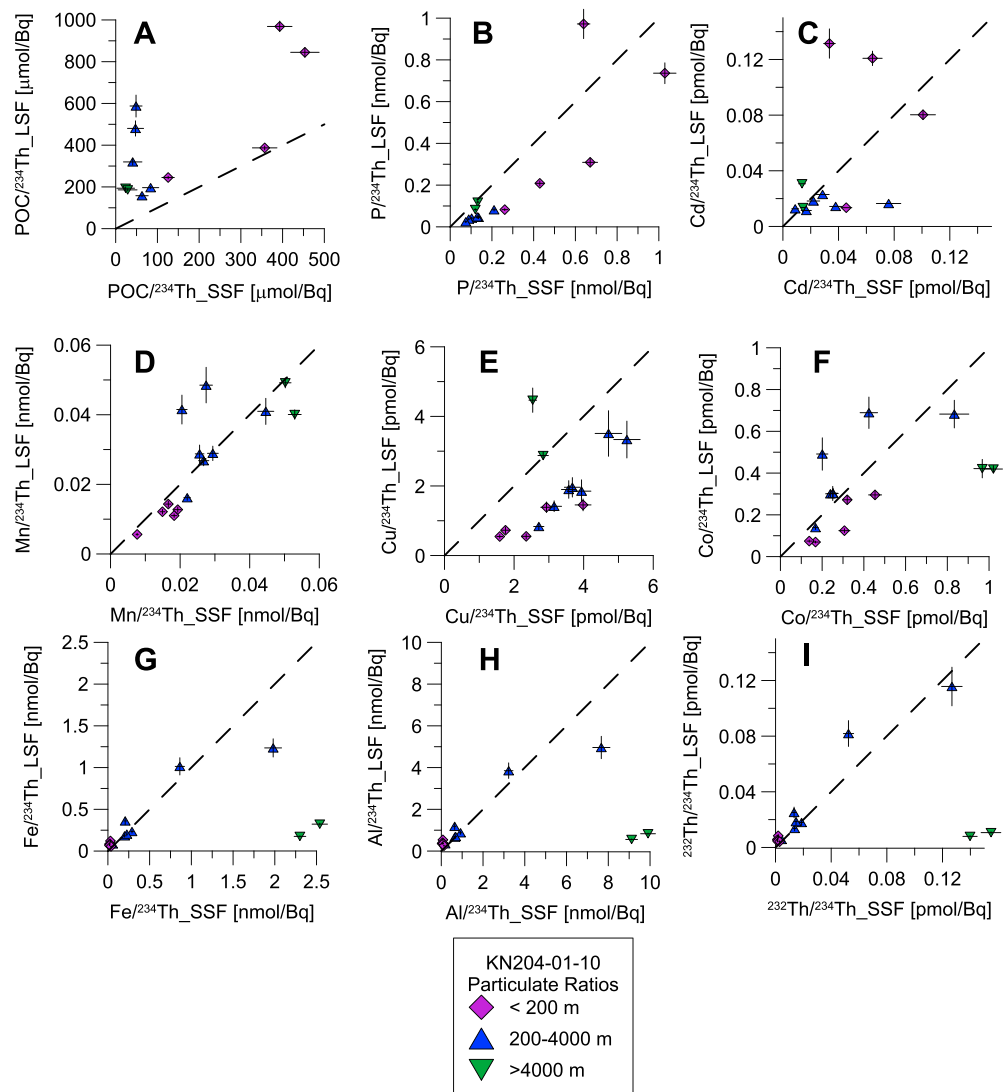 A
POC/234Th_LSF [µmol/Bq]
1000
800
600
400
200
0
0 100 200 300 400 500
POC/234Th_SSF [µmol/Bq]
B
P/234Th_LSF [nmol/Bq]
1
0.8
0.6
0.4
0.2
0
0 0.2 0.4 0.6 0.8 1
P/234Th_SSF [nmol/Bq]
C
Cd/234Th_LSF [pmol/Bq]
0.12
0.08
0.04
0
0 0.04 0.08 0.12
Cd/234Th_SSF [pmol/Bq]
D
Mn/234Th_LSF [nmol/Bq]
0.06
0.04
0.02
0
0 0.02 0.04 0.06
Mn/234Th_SSF [nmol/Bq]
E
Cu/234Th_LSF [pmol/Bq]
6
4
2
0
0 2 4 6
Cu/234Th_SSF [pmol/Bq]
F
Co/234Th_LSF [pmol/Bq]
1
0.8
0.6
0.4
0.2
0
0 0.2 0.4 0.6 0.8 1
Co/234Th_SSF [pmol/Bq]
G
Fe/234Th_LSF [nmol/Bq]
2.5
2
1.5
1
0.5
0
0 0.5 1 1.5 2 2.5
Fe/234Th_SSF [nmol/Bq]
H
Al/234Th_LSF [nmol/Bq]
10
8
6
4
2
0
0 2 4 6 8 10
Al/234Th_SSF [nmol/Bq]
I
232Th/234Th_LSF [pmol/Bq]
0.12
0.08
0.04
0
0 0.04 0.08 0.12
232Th/234Th_SSF [pmol/Bq]
KN204-01-10
Particulate Ratios
< 200 m
200-4000 m
>4000 m